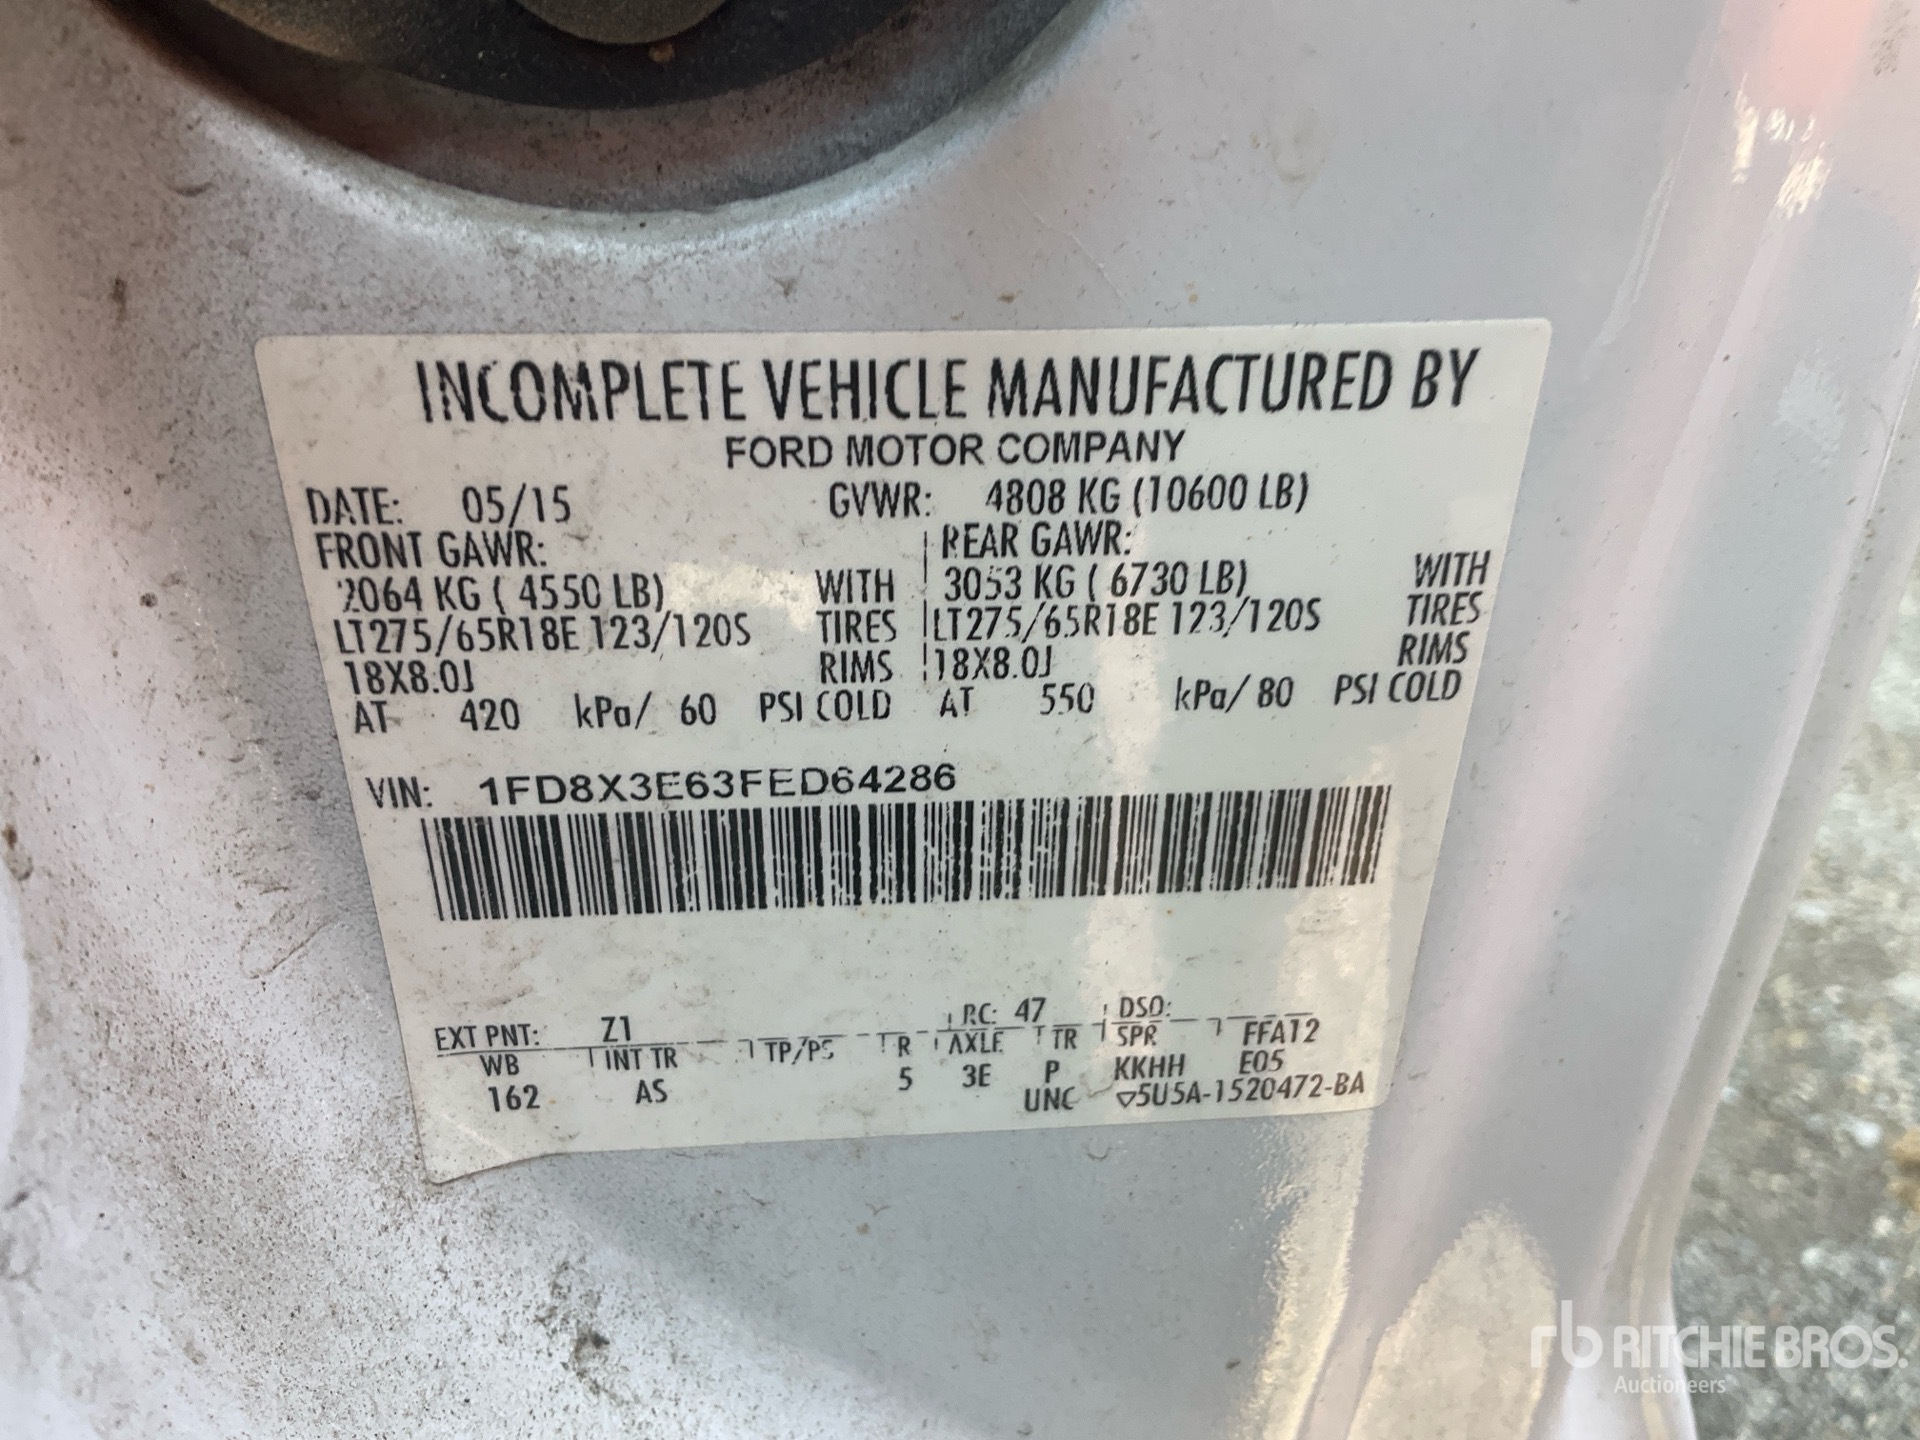 INCOMPLETE VEHICLE MANUFACTURED BY
FORD MOTOR COMPANY
DATE: 05/15 GVWR: 4808 KG (10600 LB)
FRONT GAWR: REAR GAWR:
2064 KG ( 4550 LB) WITH 3053 KG ( 6730 LB) WITH
LT275/65R18E 123/120S TIRES LT275/65R18E 123/120S TIRES
18X8.0J RIMS 18X8.0J RIMS
AT 420 kPa/ 60 PSI COLD AT 550 kPa/ 80 PSI COLD
VIN: 1FD8X3E63FED64286
EXT PNT: Z1 RC: 47 DSO:
WB INT TR TP/PS R AXLE TR SPR FFA12
162 AS 5 3E P KKHH E05
UNC ▽5U5A-1520472-BA
rb RITCHIE BROS.
Auctioneers